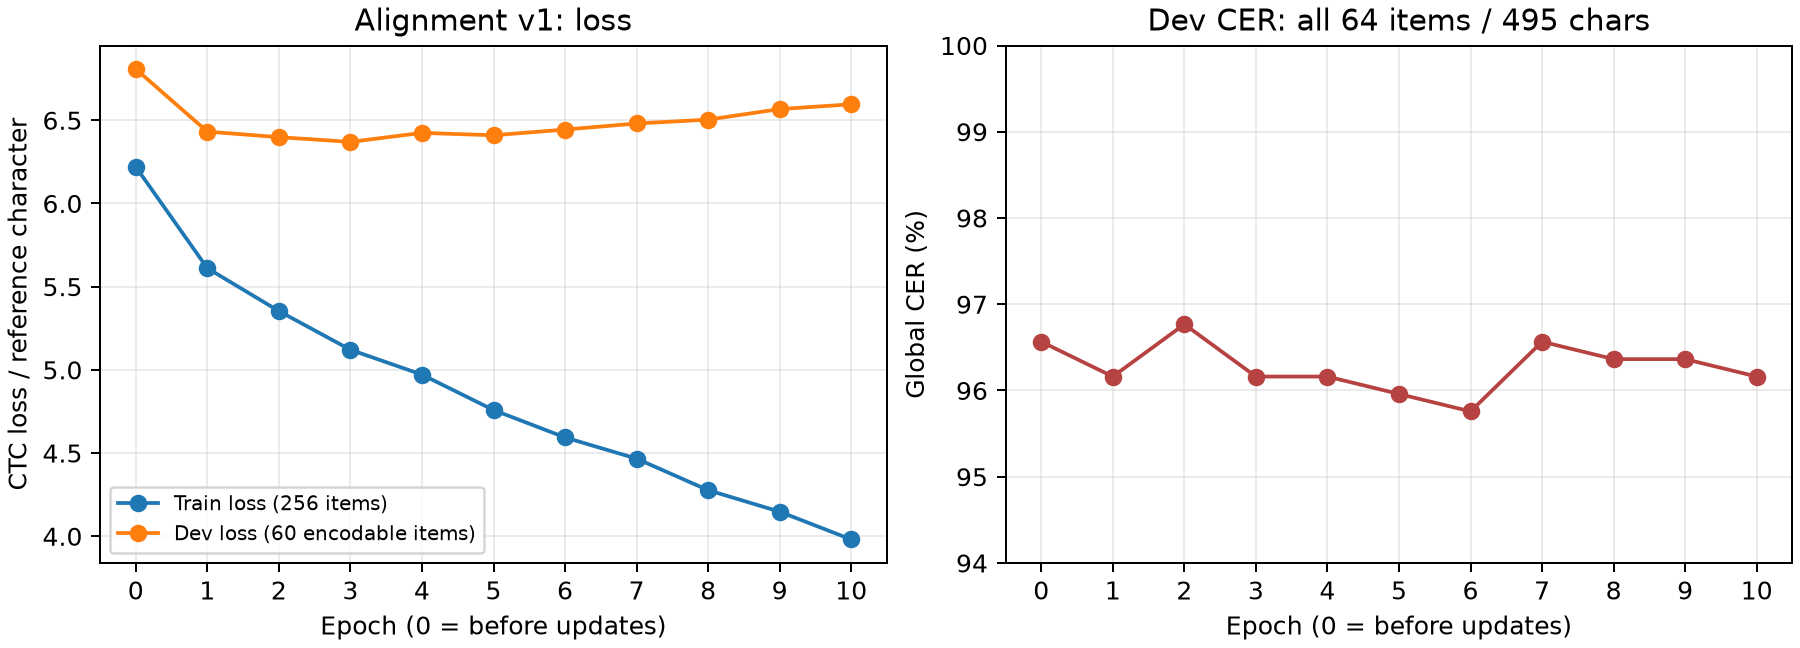 Alignment v1: loss
CTC loss / reference character
6.5
6.0
5.5
5.0
4.5
4.0
Train loss (256 items)
Dev loss (60 encodable items)
0 1 2 3 4 5 6 7 8 9 10
Epoch (0 = before updates)
Dev CER: all 64 items / 495 chars
Global CER (%)
100
99
98
97
96
95
94
0 1 2 3 4 5 6 7 8 9 10
Epoch (0 = before updates)